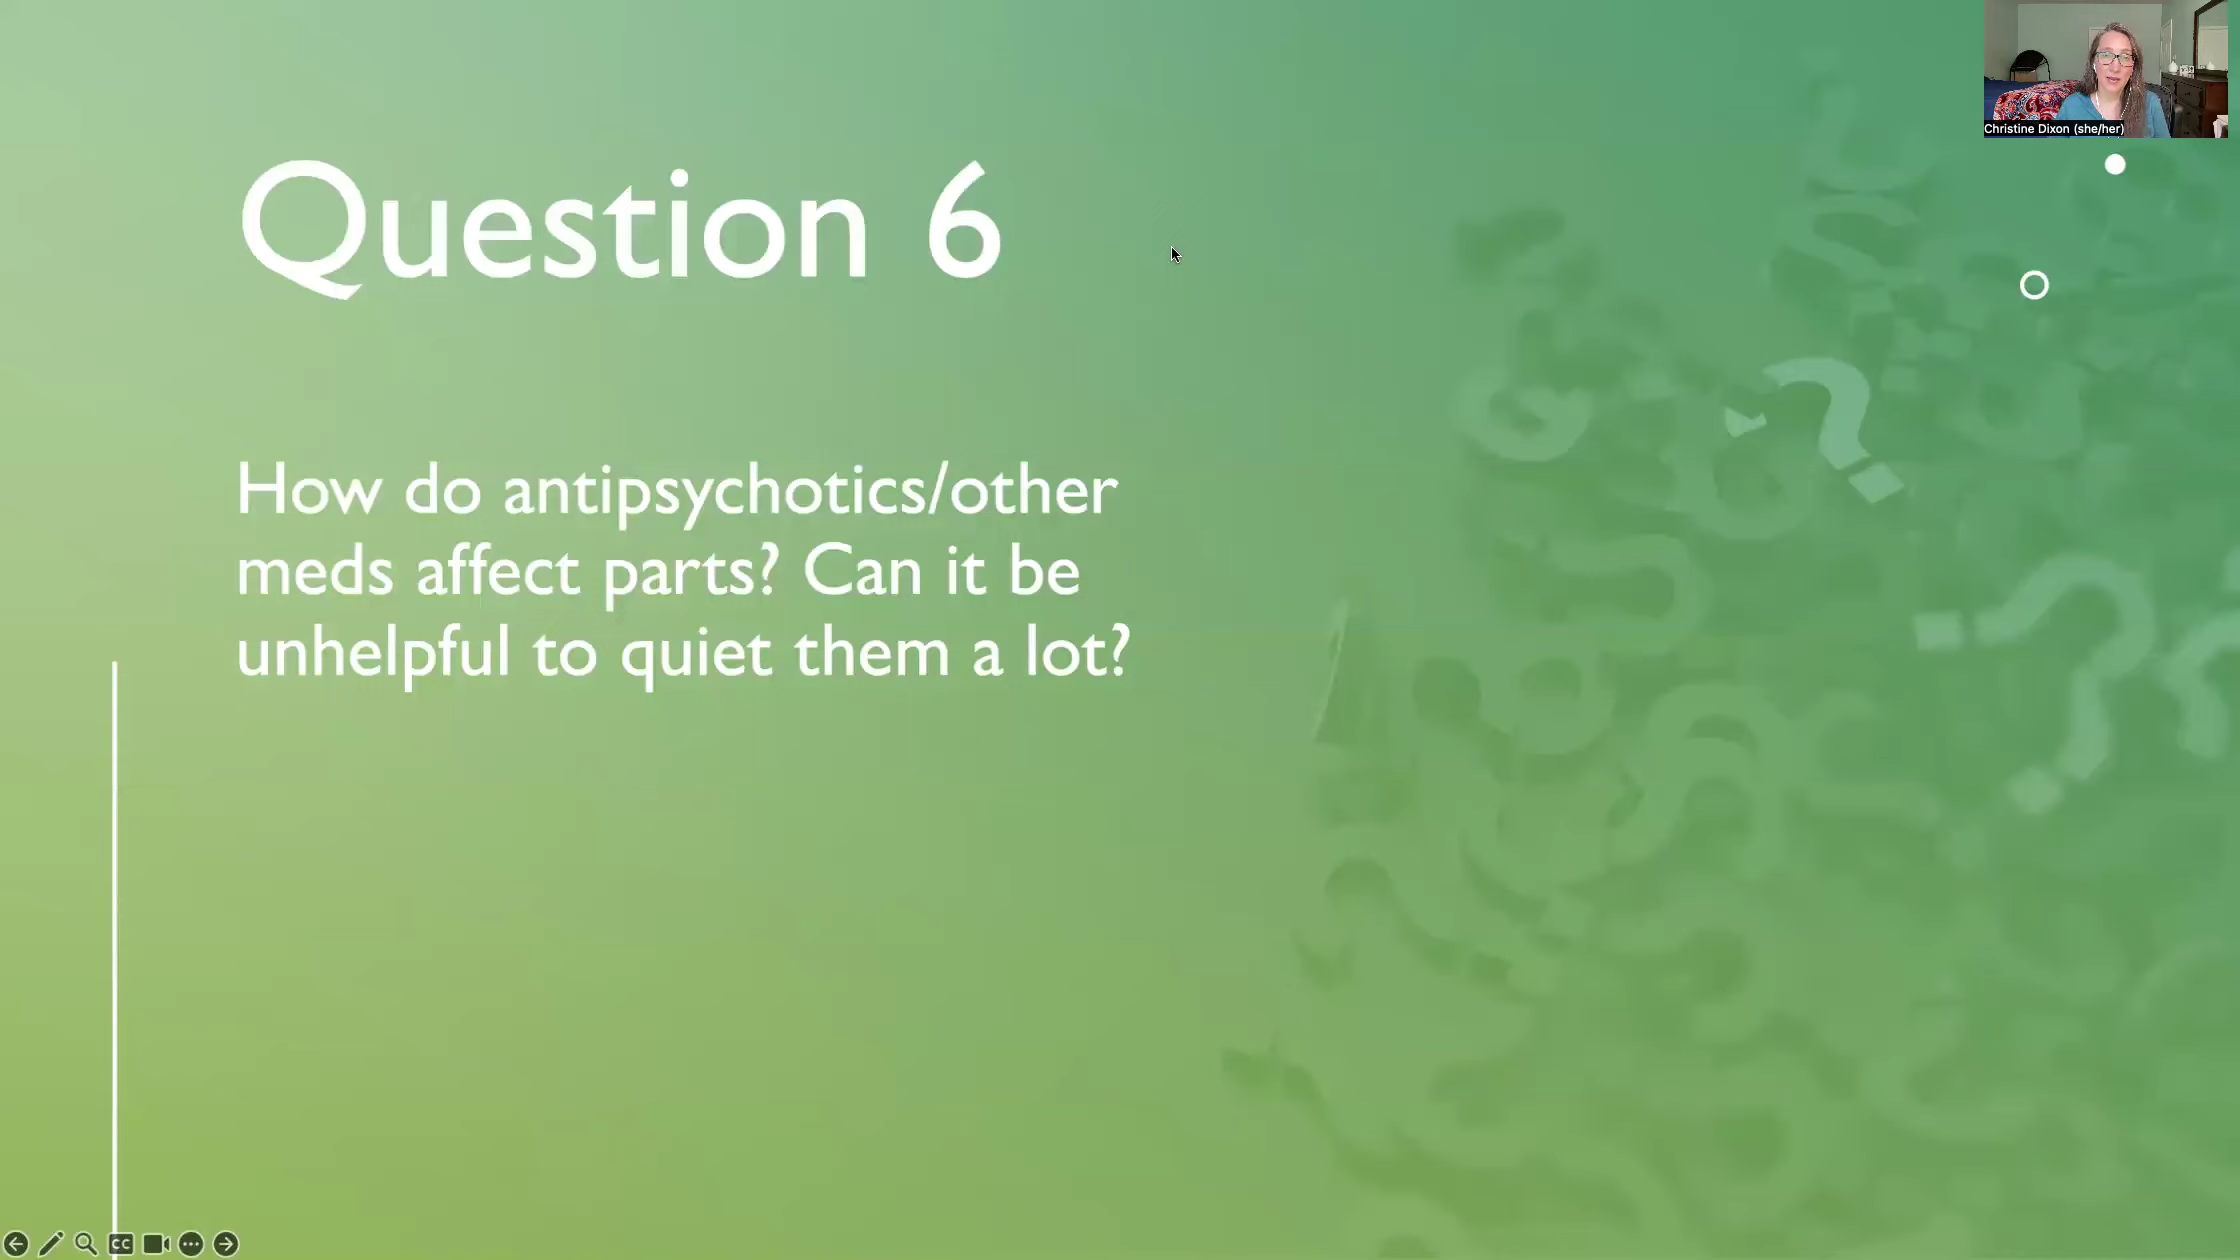 Christine Dixon (she/her)
Question 6
How do antipsychotics/other
meds affect parts? Can it be
unhelpful to quiet them a lot?
CC